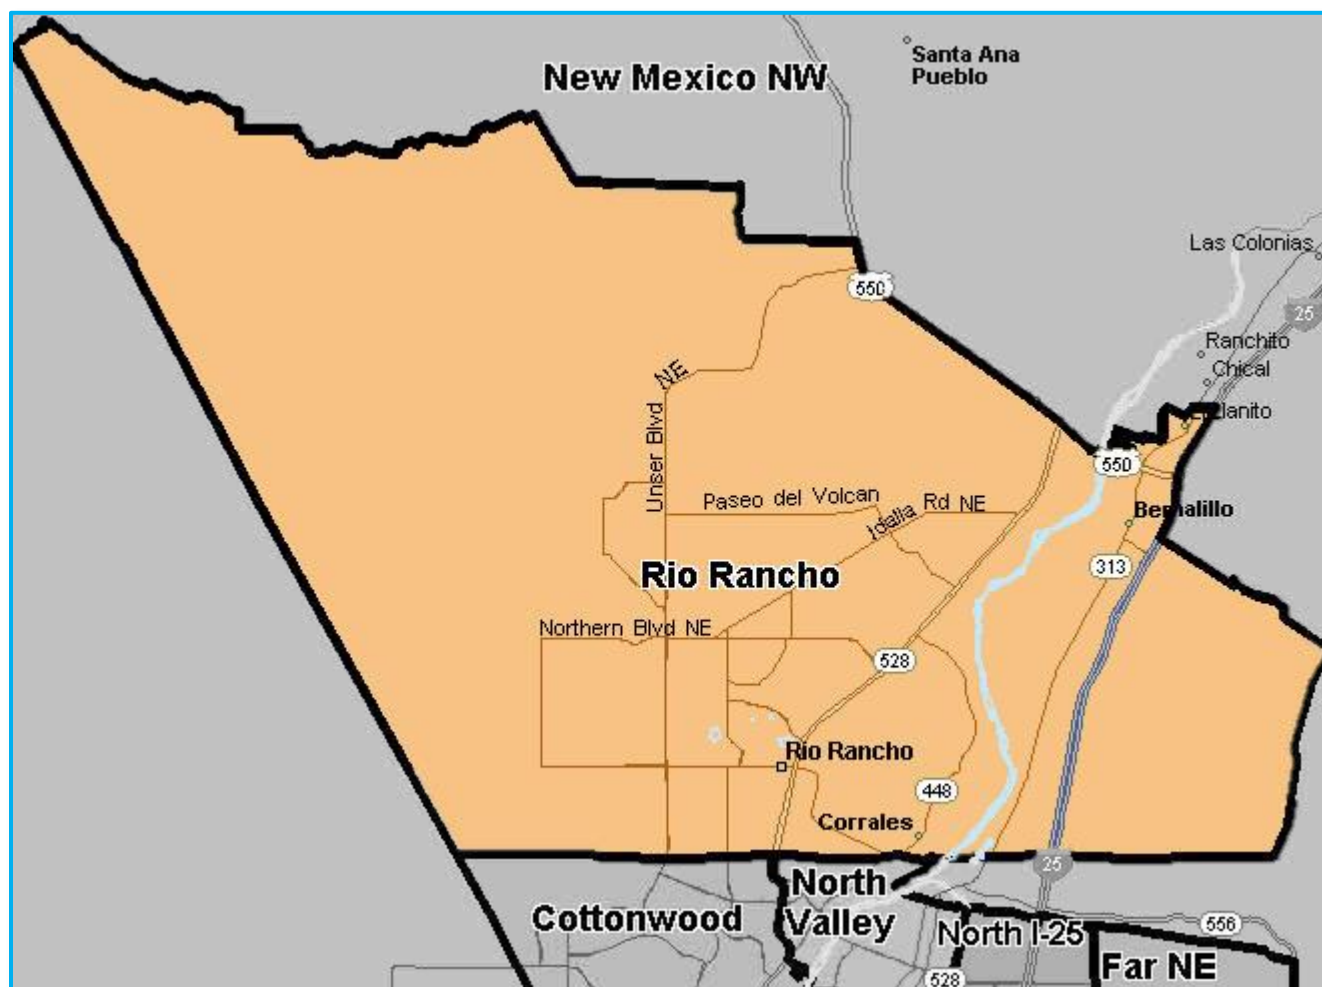 Santa Ana
Pueblo
New Mexico NW
Las Colonias
550
25
Ranchito
Chical
NE
Llanito
Unser Blvd
550
Paseo del Volcan
Idalia Rd NE
Bernalillo
313
Rio Rancho
Northern Blvd NE
528
Rio Rancho
448
Corrales
25
North
Valley
Cottonwood
556
North I-25
Far NE
528